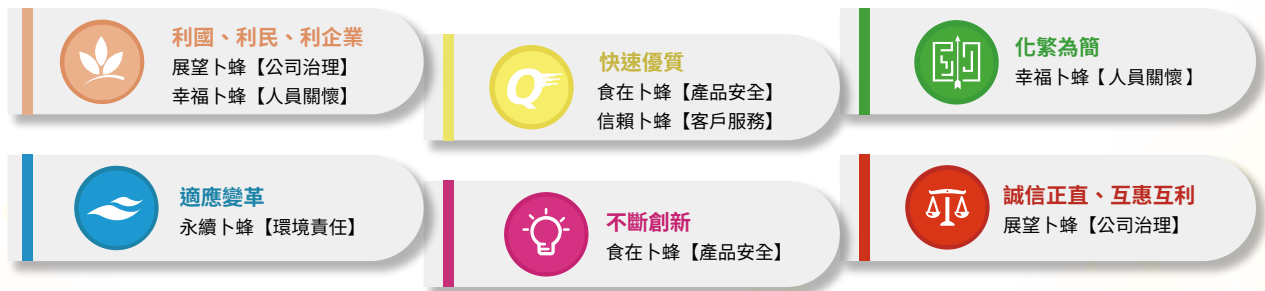 利國、利民、利企業
展望卜蜂【公司治理】
幸福卜蜂【人員關懷】
快速優質
食在卜蜂【產品安全】
信賴卜蜂【客戶服務】
化繁為簡
幸福卜蜂【人員關懷】
適應變革
永續卜蜂【環境責任】
不斷創新
食在卜蜂【產品安全】
誠信正直、互惠互利
展望卜蜂【公司治理】